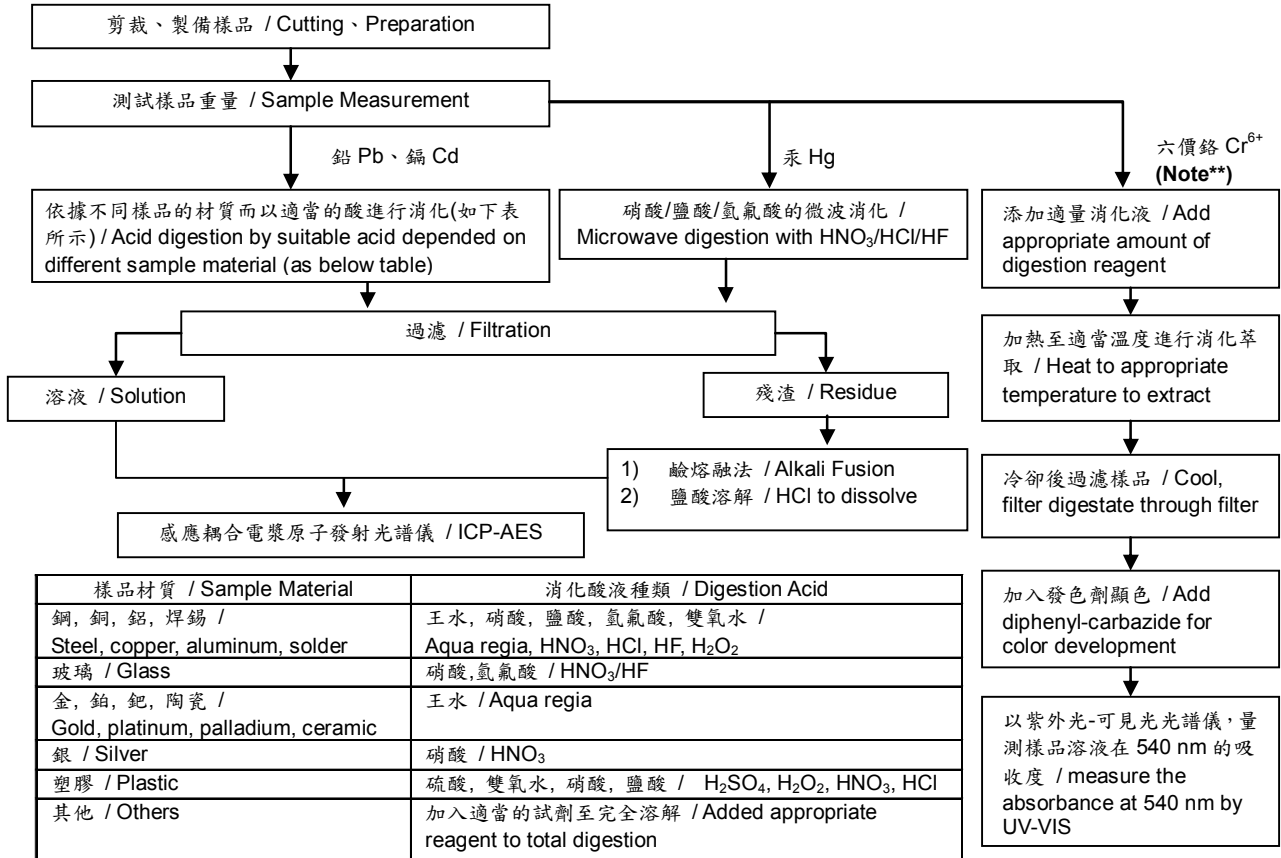 剪裁、製備樣品 / Cutting、Preparation
測試樣品重量 / Sample Measurement
鉛 Pb、鎘 Cd
汞 Hg
六價鉻 Cr⁶⁺
(Note**)
依據不同樣品的材質而以適當的酸進行消化(如下表
所示) / Acid digestion by suitable acid depended on
different sample material (as below table)
硝酸/鹽酸/氫氟酸的微波消化 /
Microwave digestion with HNO₃/HCl/HF
添加適量消化液 / Add
appropriate amount of
digestion reagent
過濾 / Filtration
加熱至適當溫度進行消化萃
取 / Heat to appropriate
temperature to extract
溶液 / Solution
殘渣 / Residue
1) 鹼熔融法 / Alkali Fusion
2) 鹽酸溶解 / HCl to dissolve
冷卻後過濾樣品 / Cool,
filter digestate through filter
感應耦合電漿原子發射光譜儀 / ICP-AES
加入發色劑顯色 / Add
diphenyl-carbazide for
color development
以紫外光-可見光光譜儀，量
測樣品溶液在 540 nm 的吸
收度 / measure the
absorbance at 540 nm by
UV-VIS
樣品材質 / Sample Material 消化酸液種類 / Digestion Acid
鋼, 銅, 鋁, 焊錫 / 王水, 硝酸, 鹽酸, 氫氟酸, 雙氧水 /
Steel, copper, aluminum, solder Aqua regia, HNO₃, HCl, HF, H₂O₂
玻璃 / Glass 硝酸,氫氟酸 / HNO₃/HF
金, 鉑, 鈀, 陶瓷 / 王水 / Aqua regia
Gold, platinum, palladium, ceramic
銀 / Silver 硝酸 / HNO₃
塑膠 / Plastic 硫酸, 雙氧水, 硝酸, 鹽酸 / H₂SO₄, H₂O₂, HNO₃, HCl
其他 / Others 加入適當的試劑至完全溶解 / Added appropriate
reagent to total digestion